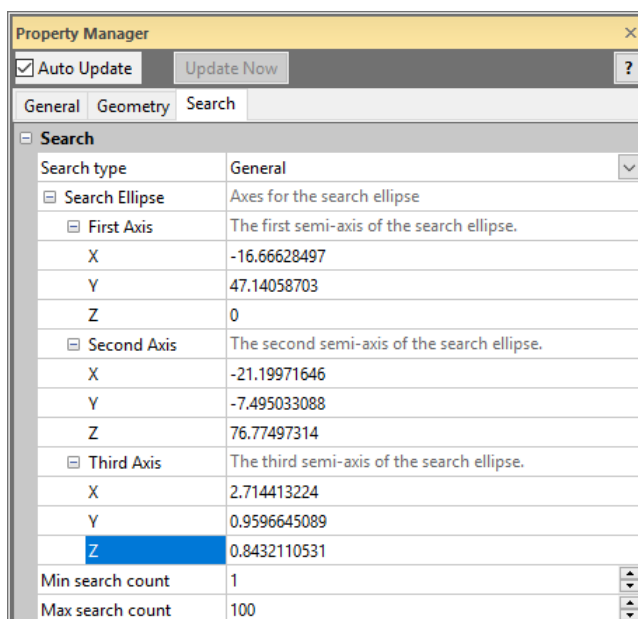 Property Manager
Auto Update Update Now ?
General Geometry Search
Search
Search type General
Search Ellipse Axes for the search ellipse
First Axis The first semi-axis of the search ellipse.
X -16.66628497
Y 47.14058703
Z 0
Second Axis The second semi-axis of the search ellipse.
X -21.19971646
Y -7.495033088
Z 76.77497314
Third Axis The third semi-axis of the search ellipse.
X 2.714413224
Y 0.9596645089
Z 0.8432110531
Min search count 1
Max search count 100